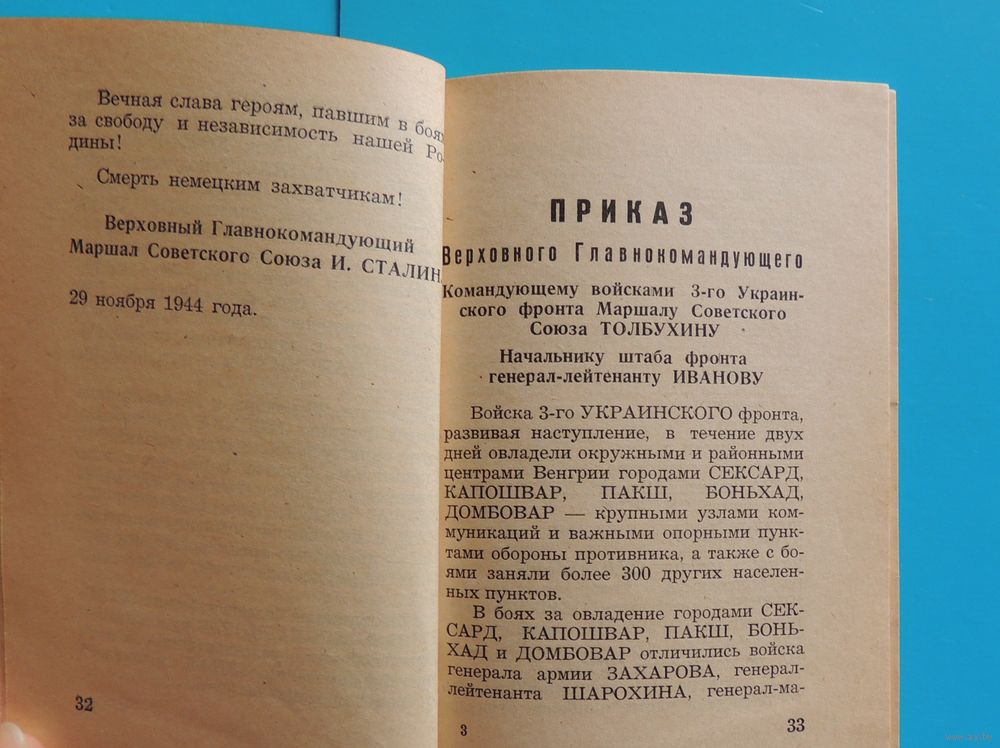 Вечная слава героям, павшим в боях
за свободу и независимость нашей Ро-
дины!
Смерть немецким захватчикам!
Верховный Главнокомандующий
Маршал Советского Союза И. СТАЛИН
29 ноября 1944 года.
32
ПРИКАЗ
Верховного Главнокомандующего
Командующему войсками 3-го Украин-
ского фронта Маршалу Советского
Союза ТОЛБУХИНУ
Начальнику штаба фронта
генерал-лейтенанту ИВАНОВУ
Войска 3-го УКРАИНСКОГО фронта,
развивая наступление, в течение двух
дней овладели окружными и районными
центрами Венгрии городами СЕКСАРД,
КАПОШВАР, ПАКШ, БОНЬХАД,
ДОМБОВАР — крупными узлами ком-
муникаций и важными опорными пунк-
тами обороны противника, а также с бо-
ями заняли более 300 других населен-
ных пунктов.
В боях за овладение городами СЕК-
САРД, КАПОШВАР, ПАКШ, БОНЬ-
ХАД и ДОМБОВАР отличились войска
генерала армии ЗАХАРОВА, генерал-
лейтенанта ШАРОХИНА, генерал-ма-
3
33